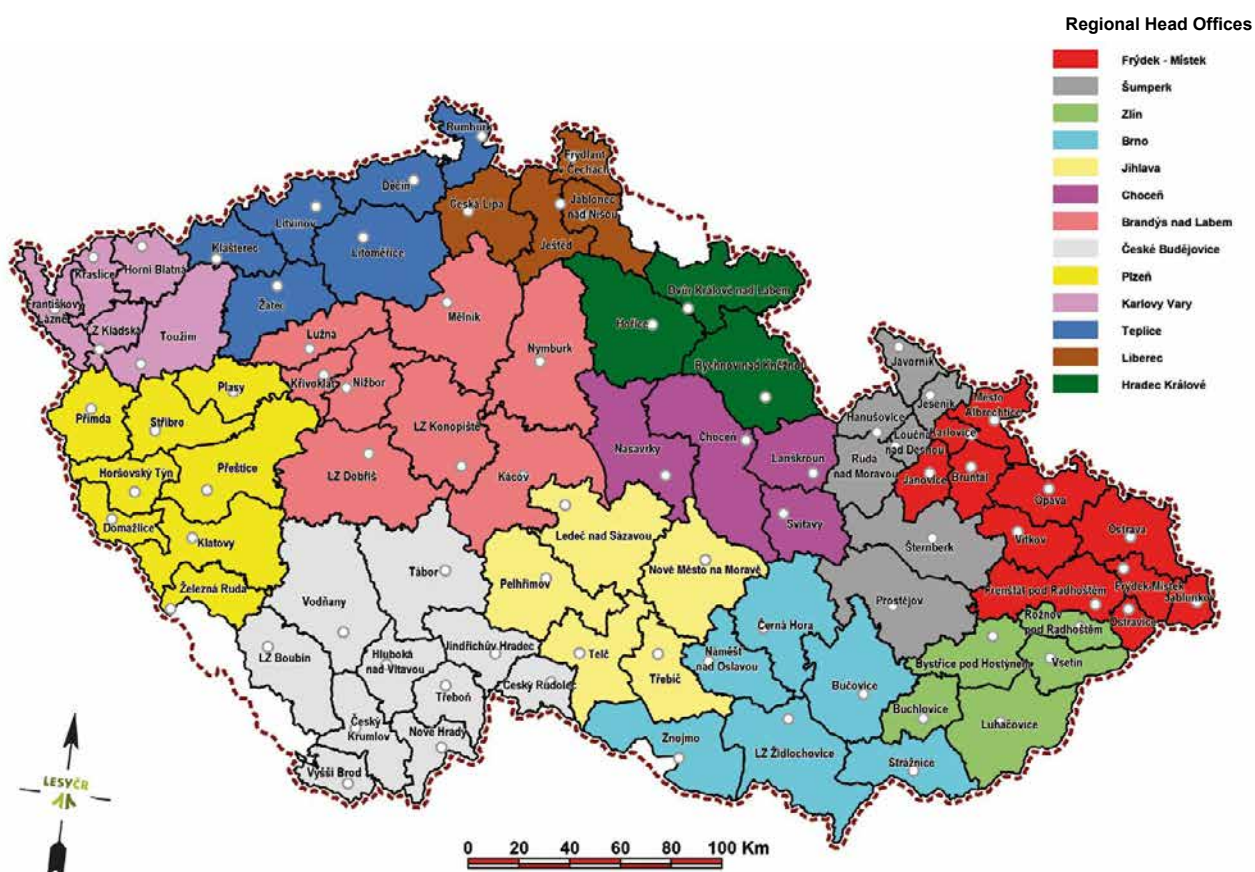 Regional Head Offices
Frýdek - Místek
Šumperk
Zlín
Brno
Jihlava
Choceň
Brandýs nad Labem
České Budějovice
Plzeň
Karlovy Vary
Teplice
Liberec
Hradec Králové
Rumburk
Děčín
Litvínov
Klášterec
Litoměřice
Žatec
Frýdlant
v Čechách
Česká Lípa
Jablonec
nad Nisou
Ještěd
Kraslice
Horní Blatná
Františkovy
Lázně
LZ Kladská
Toužim
Lužná
Mělník
Křivoklát
Nižbor
Nymburk
LZ Konopiště
LZ Dobříš
Kácov
Dvůr Králové nad Labem
Hořice
Rychnov nad Kněžnou
Plasy
Přimda
Stříbro
Horšovský Týn
Přeštice
Domažlice
Klatovy
Železná Ruda
Nasavrky
Choceň
Lanškroun
Svitavy
Javorník
Jeseník
Hanušovice
Loučná
nad Desnou
Ruda
nad Moravou
Šternberk
Prostějov
Město
Albrechtice
Karlovice
Janovice
Bruntál
Opava
Ostrava
Vítkov
Frenštát pod Radhoštěm
Frýdek-Místek
Jablunkov
Ostravice
Rožnov
pod Radhoštěm
Bystřice pod Hostýnem
Vsetín
Buchlovice
Luhačovice
Ledeč nad Sázavou
Pelhřimov
Nové Město na Moravě
Telč
Třebíč
Tábor
Vodňany
LZ Boubín
Hluboká
nad Vltavou
Jindřichův Hradec
Český Rudolec
Třeboň
Český
Krumlov
Nové Hrady
Vyšší Brod
Černá Hora
Náměšť
nad Oslavou
Bučovice
Znojmo
LZ Židlochovice
Strážnice
LESYČR
0 20 40 60 80 100 Km